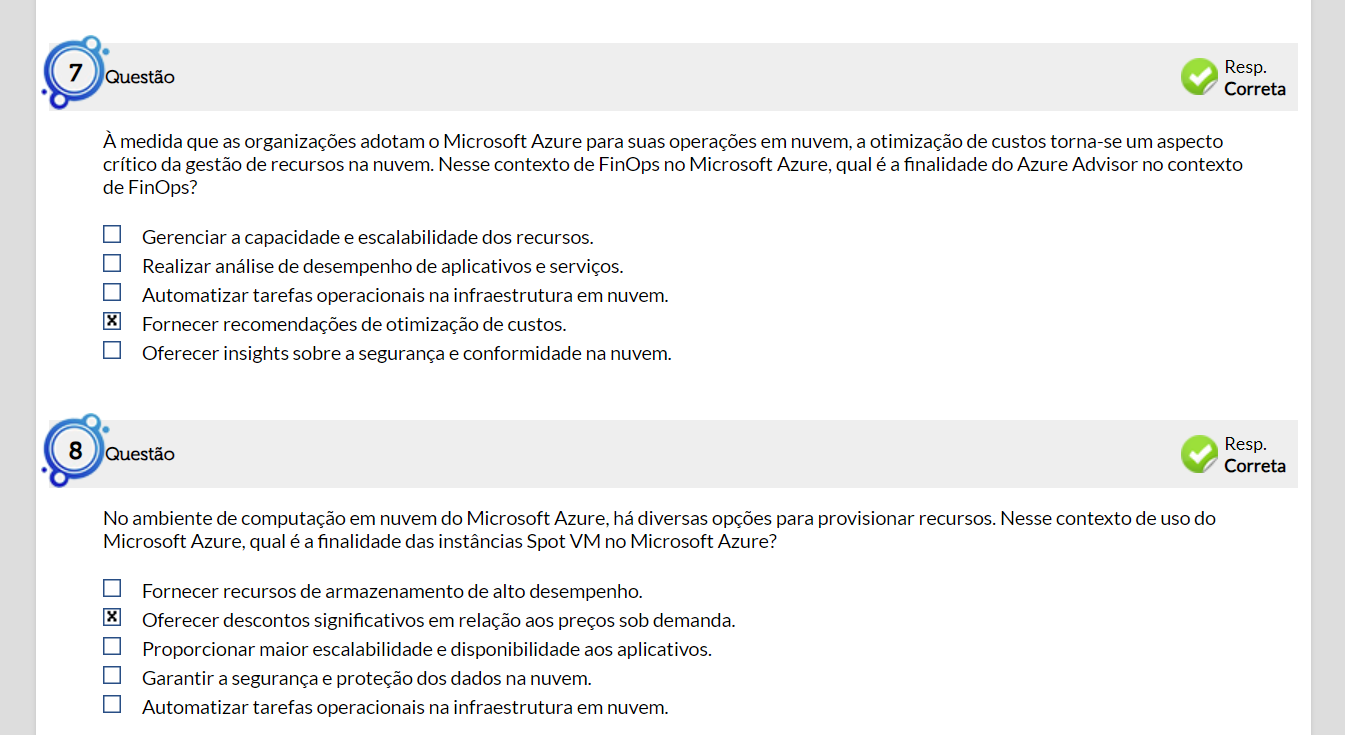 7
Questão
Resp.
Correta
À medida que as organizações adotam o Microsoft Azure para suas operações em nuvem, a otimização de custos torna-se um aspecto
crítico da gestão de recursos na nuvem. Nesse contexto de FinOps no Microsoft Azure, qual é a finalidade do Azure Advisor no contexto
de FinOps?
Gerenciar a capacidade e escalabilidade dos recursos.
Realizar análise de desempenho de aplicativos e serviços.
Automatizar tarefas operacionais na infraestrutura em nuvem.
Fornecer recomendações de otimização de custos.
Oferecer insights sobre a segurança e conformidade na nuvem.
8
Questão
Resp.
Correta
No ambiente de computação em nuvem do Microsoft Azure, há diversas opções para provisionar recursos. Nesse contexto de uso do
Microsoft Azure, qual é a finalidade das instâncias Spot VM no Microsoft Azure?
Fornecer recursos de armazenamento de alto desempenho.
Oferecer descontos significativos em relação aos preços sob demanda.
Proporcionar maior escalabilidade e disponibilidade aos aplicativos.
Garantir a segurança e proteção dos dados na nuvem.
Automatizar tarefas operacionais na infraestrutura em nuvem.